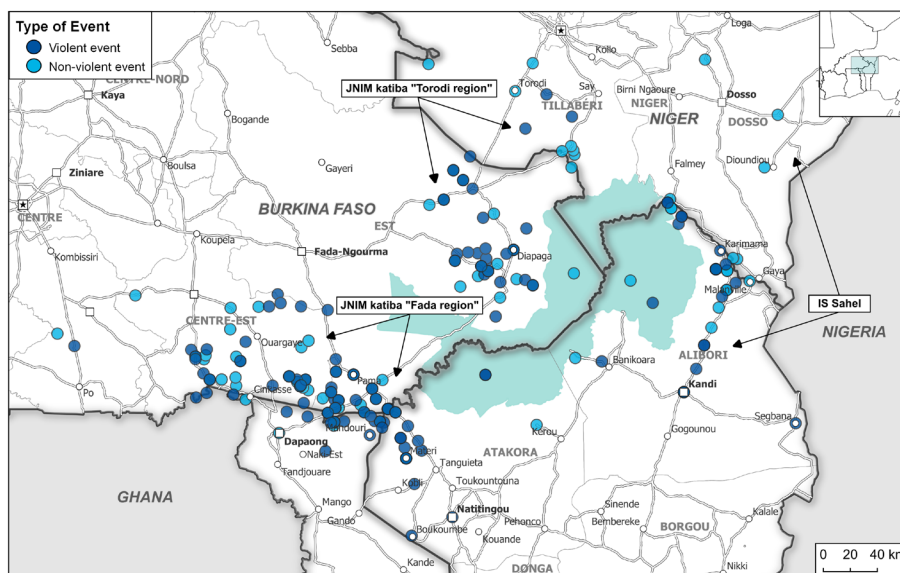 Type of Event
Violent event
Non-violent event
Loga
Sebba
Kollo
CENTRE-NORD
JNIM katiba "Torodi region"
Torodi
Say
Birni Ngaoure
Kaya
TILLABERI
NIGER
Dosso
Bogande
NIGER
DOSSO
Boulsa
Gayeri
Dioundiou
Ziniare
Falmey
BURKINA FASO
CENTRE
EST
Koupela
Kombissiri
Fada-Ngourma
Diapaga
Karimama
Gaya
Malanville
JNIM katiba "Fada region"
IS Sahel
CENTRE-EST
Ouargaye
NIGERIA
ALIBORI
Banikoara
Pama
Po
Cinkasse
Kandi
Segbana
Mandouri
Kerou
Dapaong
Gogounou
Naki-Est
Materi
ATAKORA
Tandjouare
Tanguieta
Kobli
Toukountouna
GHANA
Mango
Sinende
Gando
Natitingou
Bembereke
Kalale
Boukoumbe
Pehonco
BORGOU
Kouande
0 20 40 km
Kande
DONGA
Nikki